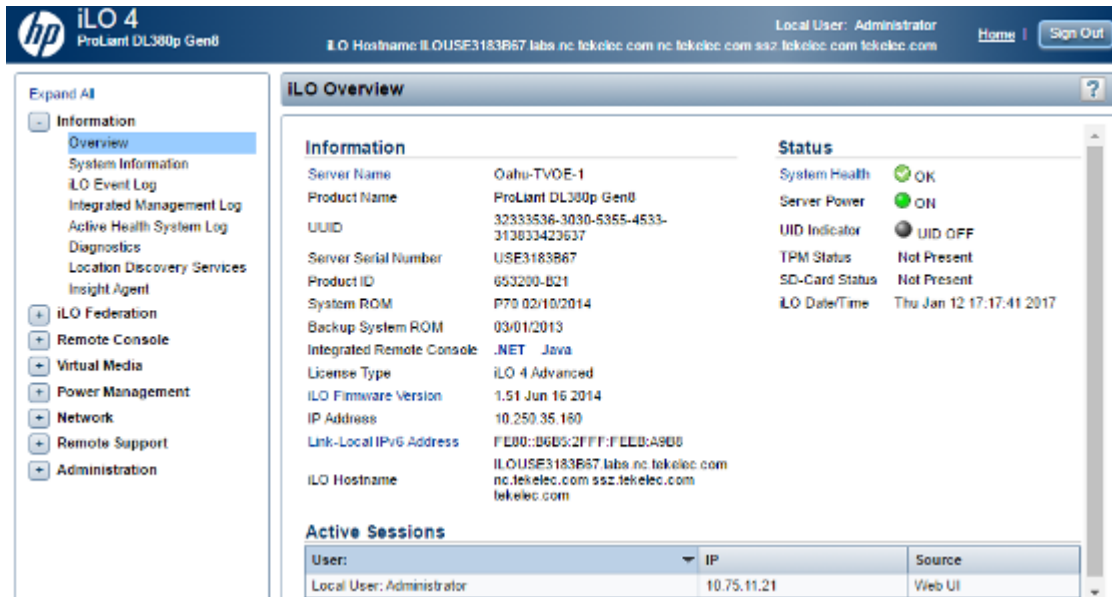 hp
iLO 4
ProLiant DL380p Gen8
Local User: Administrator
iLO Hostname:ILOUSE3183B67.labs.nc.tekelec.com nc.tekelec.com ssz.tekelec.com tekelec.com
Home | Sign Out
Expand All
- Information
Overview
System Information
iLO Event Log
Integrated Management Log
Active Health System Log
Diagnostics
Location Discovery Services
Insight Agent
+ iLO Federation
+ Remote Console
+ Virtual Media
+ Power Management
+ Network
+ Remote Support
+ Administration
iLO Overview ?
Information
Server Name Oahu-TVOE-1
Product Name ProLiant DL380p Gen8
UUID 32333536-3030-5355-4533-
313833423637
Server Serial Number USE3183B67
Product ID 653200-B21
System ROM P70 02/10/2014
Backup System ROM 03/01/2013
Integrated Remote Console .NET Java
License Type iLO 4 Advanced
iLO Firmware Version 1.51 Jun 16 2014
IP Address 10.250.35.160
Link-Local IPv6 Address FE80::B6B5:2FFF:FEEB:A9B8
iLO Hostname ILOUSE3183B67.labs.nc.tekelec.com
nc.tekelec.com ssz.tekelec.com
tekelec.com
Status
System Health OK
Server Power ON
UID Indicator UID OFF
TPM Status Not Present
SD-Card Status Not Present
iLO Date/Time Thu Jan 12 17:17:41 2017
Active Sessions
User: IP Source
Local User: Administrator 10.75.11.21 Web UI